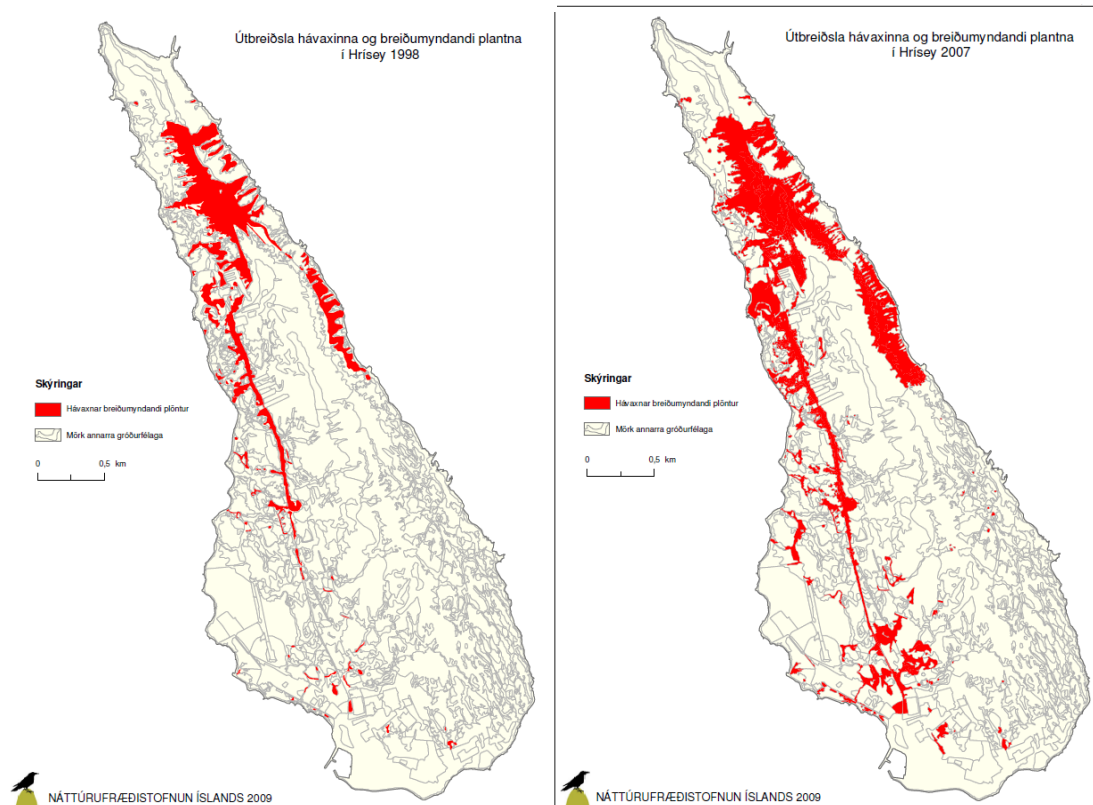 Útbreiðsla hávaxinna og breiðumyndandi plantna
í Hrísey 1998
Skýringar
Hávaxnar breiðumyndandi plöntur
Mörk annarra gróðurfélaga
0 0,5 km
NÁTTÚRUFRÆÐISTOFNUN ÍSLANDS 2009
Útbreiðsla hávaxinna og breiðumyndandi plantna
í Hrísey 2007
Skýringar
Hávaxnar breiðumyndandi plöntur
Mörk annarra gróðurfélaga
0 0,5 km
NÁTTÚRUFRÆÐISTOFNUN ÍSLANDS 2009